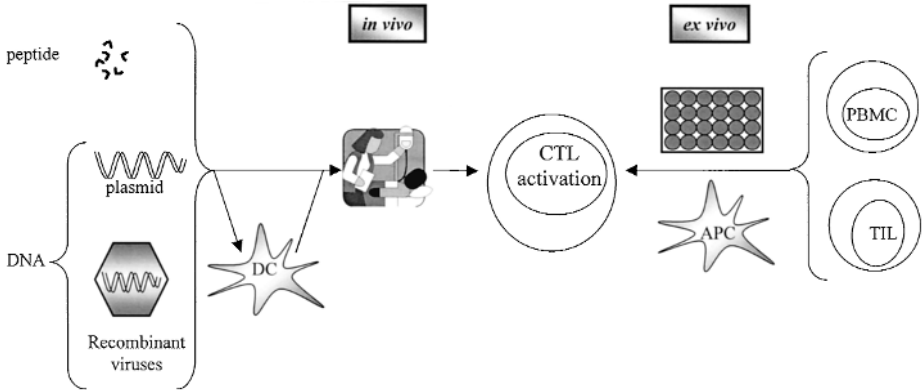 in vivo
ex vivo
peptide
PBMC
CTL
activation
plasmid
APC
TIL
DNA
DC
Recombinant
viruses